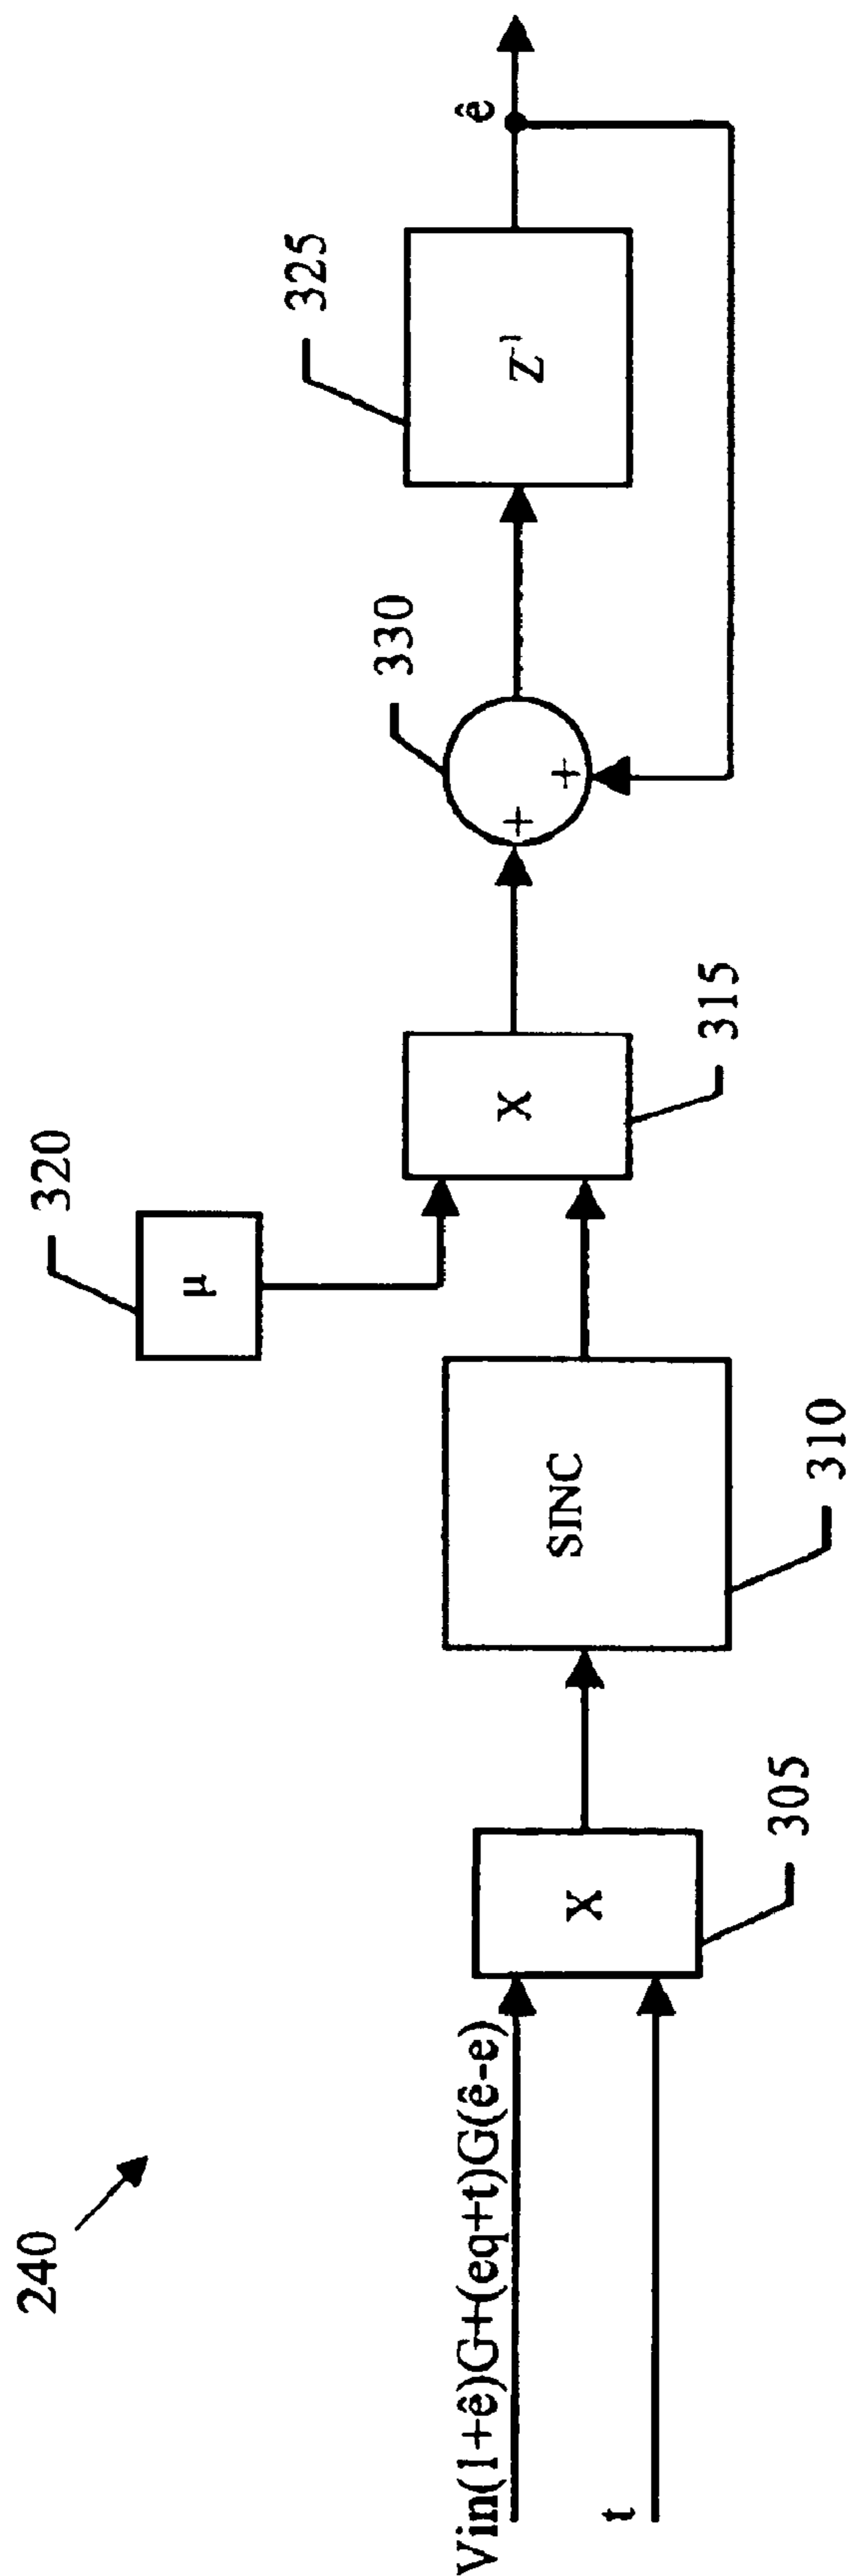 240
Vin(1+ê)G+(eq+t)G(ê-e)
t
X
305
SINC
310
µ
320
X
315
+
+
330
Z⁻¹
325
ê